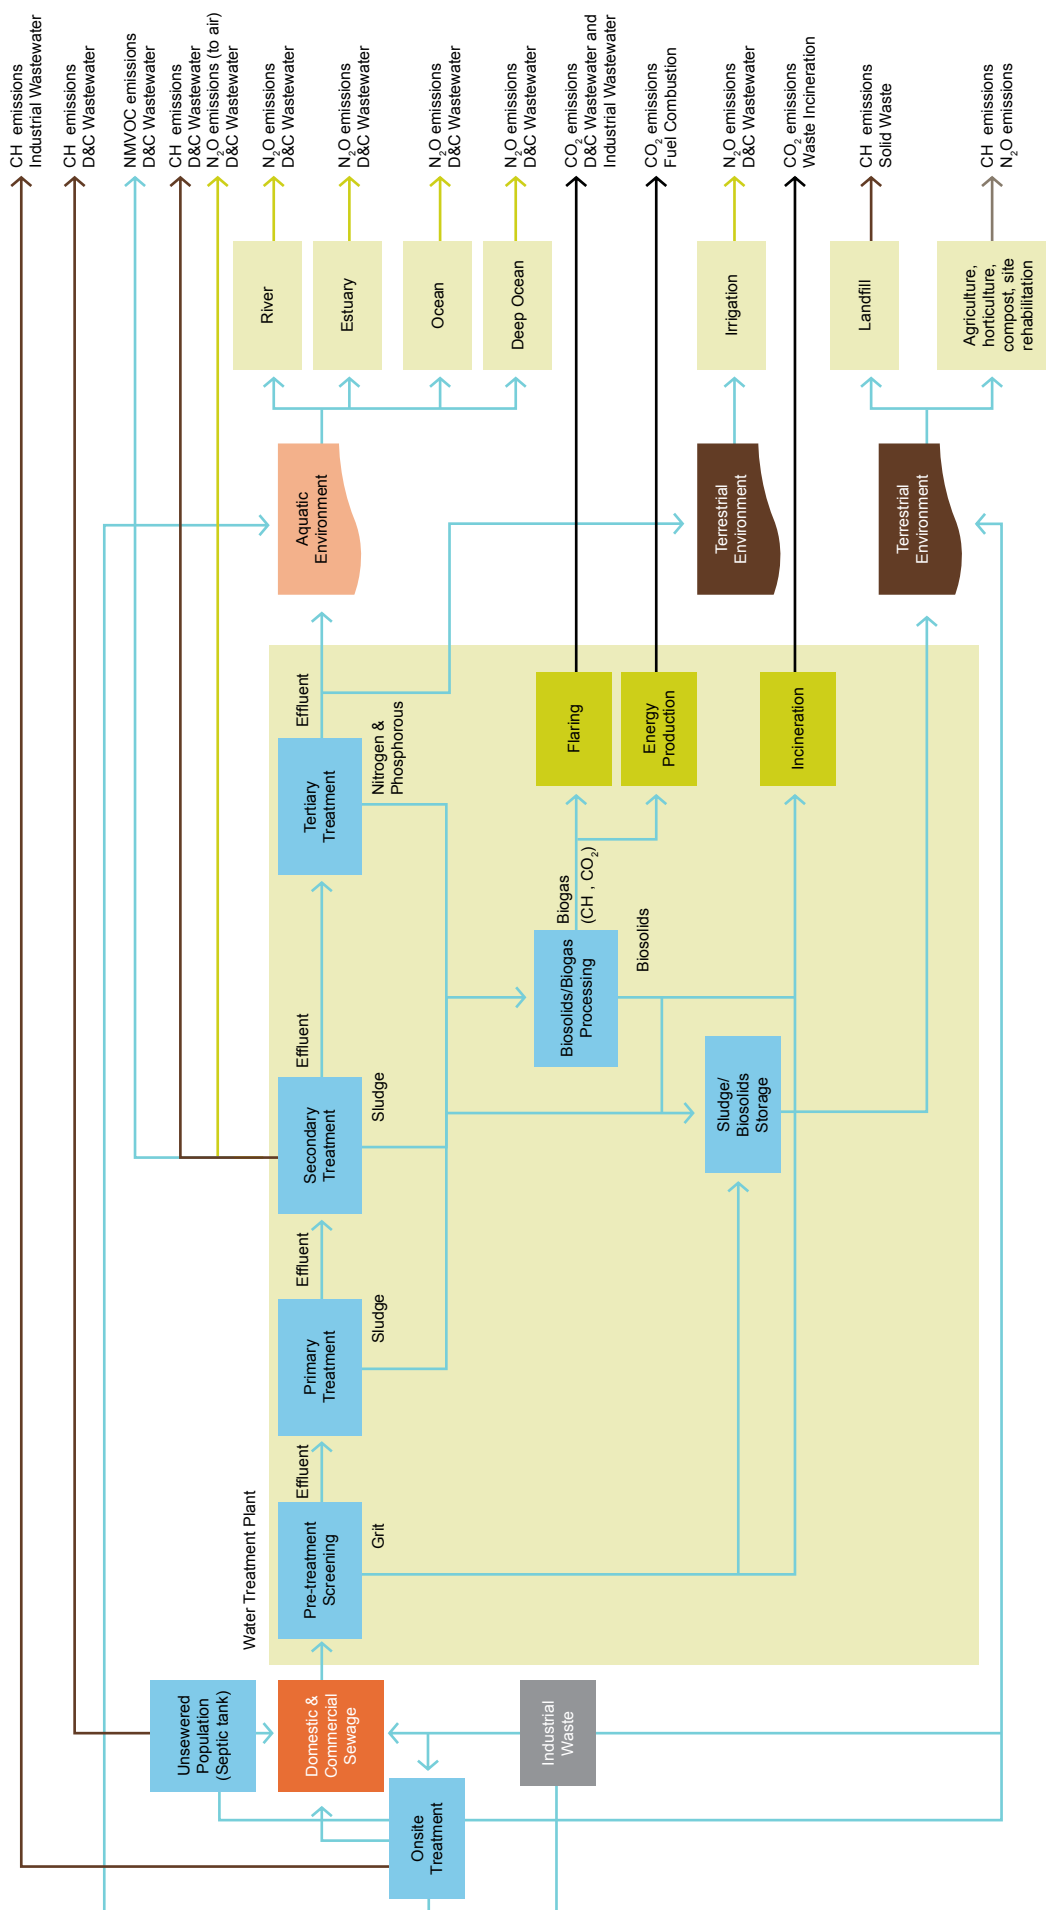 CH emissions
Industrial Wastewater
CH emissions
D&C Wastewater
NMVOC emissions
D&C Wastewater
CH emissions
D&C Wastewater
N₂O emissions (to air)
D&C Wastewater
N₂O emissions
D&C Wastewater
N₂O emissions
D&C Wastewater
N₂O emissions
D&C Wastewater
N₂O emissions
D&C Wastewater
CO₂ emissions
D&C Wastewater and
Industrial Wastewater
CO₂ emissions
Fuel Combustion
N₂O emissions
D&C Wastewater
CO₂ emissions
Waste Incineration
CH emissions
Solid Waste
CH emissions
N₂O emissions
River
Estuary
Ocean
Deep Ocean
Irrigation
Landfill
Agriculture,
horticulture,
compost, site
rehabilitation
Aquatic
Environment
Terrestrial
Environment
Terrestrial
Environment
Water Treatment Plant
Unsewered
Population
(Septic tank)
Domestic &
Commercial
Sewage
Onsite
Treatment
Industrial
Waste
Pre-treatment
Screening
Grit
Effluent
Primary
Treatment
Sludge
Effluent
Secondary
Treatment
Sludge
Effluent
Tertiary
Treatment
Nitrogen &
Phosphorous
Effluent
Biosolids/Biogas
Processing
Biogas
(CH , CO₂)
Biosolids
Sludge/
Biosolids
Storage
Flaring
Energy
Production
Incineration